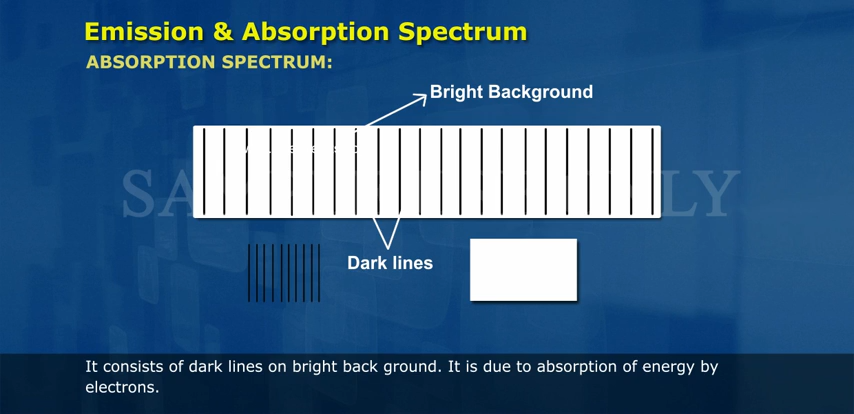 Emission & Absorption Spectrum
ABSORPTION SPECTRUM:
Bright Background
Dark lines
It consists of dark lines on bright back ground. It is due to absorption of energy by
electrons.